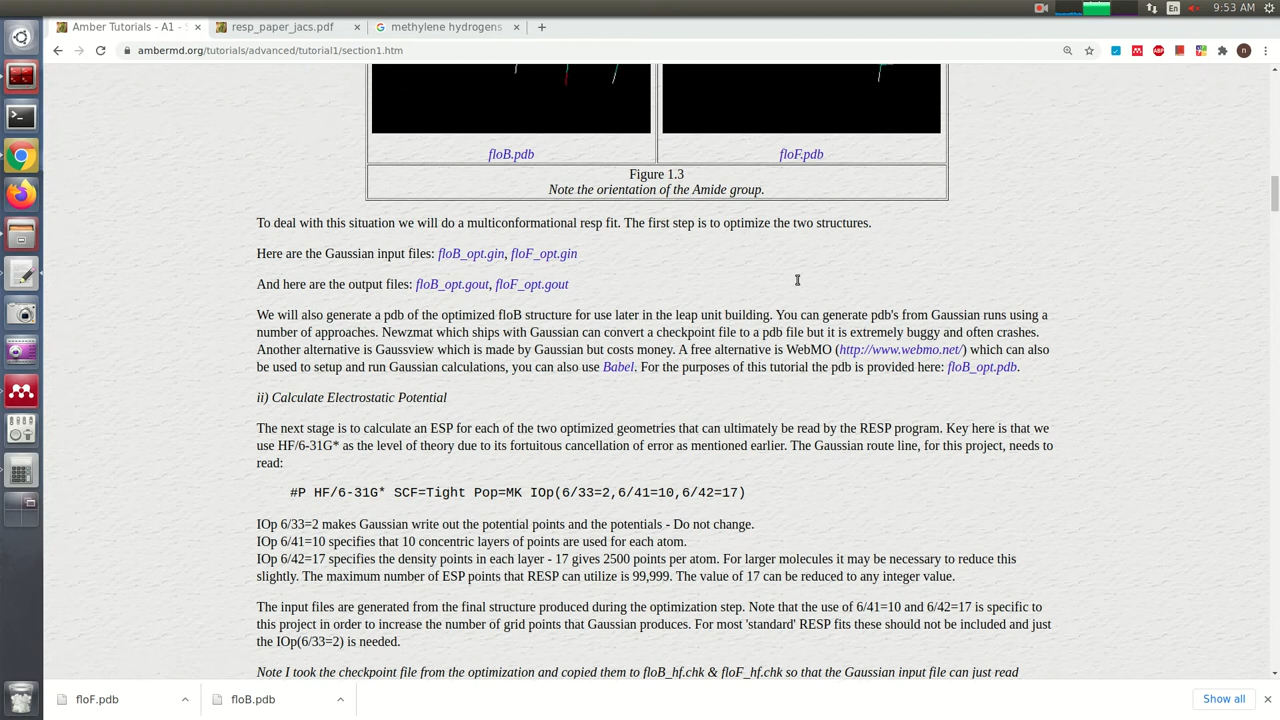 9:53 AM
En
Amber Tutorials - A1 - S
resp_paper_jacs.pdf
methylene hydrogens
ambermd.org/tutorials/advanced/tutorial1/section1.htm
n
floB.pdb
floF.pdb
Figure 1.3
Note the orientation of the Amide group.
To deal with this situation we will do a multiconformational resp fit. The first step is to optimize the two structures.
Here are the Gaussian input files: floB_opt.gin, floF_opt.gin
And here are the output files: floB_opt.gout, floF_opt.gout
We will also generate a pdb of the optimized floB structure for use later in the leap unit building. You can generate pdb's from Gaussian runs using a
number of approaches. Newzmat which ships with Gaussian can convert a checkpoint file to a pdb file but it is extremely buggy and often crashes.
Another alternative is Gaussview which is made by Gaussian but costs money. A free alternative is WebMO (http://www.webmo.net/) which can also
be used to setup and run Gaussian calculations, you can also use Babel. For the purposes of this tutorial the pdb is provided here: floB_opt.pdb.
ii) Calculate Electrostatic Potential
The next stage is to calculate an ESP for each of the two optimized geometries that can ultimately be read by the RESP program. Key here is that we
use HF/6-31G* as the level of theory due to its fortuitous cancellation of error as mentioned earlier. The Gaussian route line, for this project, needs to
read:
#P HF/6-31G* SCF=Tight Pop=MK IOp(6/33=2,6/41=10,6/42=17)
IOp 6/33=2 makes Gaussian write out the potential points and the potentials - Do not change.
IOp 6/41=10 specifies that 10 concentric layers of points are used for each atom.
IOp 6/42=17 specifies the density points in each layer - 17 gives 2500 points per atom. For larger molecules it may be necessary to reduce this
slightly. The maximum number of ESP points that RESP can utilize is 99,999. The value of 17 can be reduced to any integer value.
The input files are generated from the final structure produced during the optimization step. Note that the use of 6/41=10 and 6/42=17 is specific to
this project in order to increase the number of grid points that Gaussian produces. For most 'standard' RESP fits these should not be included and just
the IOp(6/33=2) is needed.
Note I took the checkpoint file from the optimization and copied them to floB_hf.chk & floF_hf.chk so that the Gaussian input file can just read
floF.pdb
floB.pdb
Show all